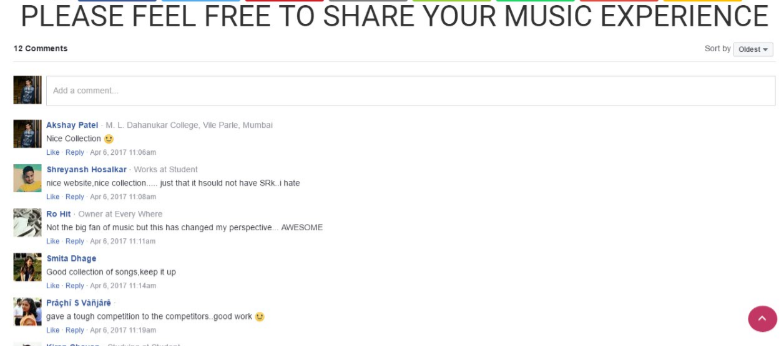 PLEASE FEEL FREE TO SHARE YOUR MUSIC EXPERIENCE
12 Comments
Sort by Oldest
Add a comment...
Akshay Patel · M. L. Dahanukar College, Vile Parle, Mumbai
Nice Collection 😉
Like · Reply · Apr 6, 2017 11:06am
Shreyansh Hosalkar · Works at Student
nice website,nice collection..... just that it hsould not have SRk..i hate
Like · Reply · Apr 6, 2017 11:08am
Ro Hit · Owner at Every Where
Not the big fan of music but this has changed my perspective... AWESOME
Like · Reply · Apr 6, 2017 11:11am
Smita Dhage
Good collection of songs,keep it up
Like · Reply · Apr 6, 2017 11:14am
Prâçhï S Vâñjárê ·
gave a tough competition to the competitors..good work 😉
Like · Reply · Apr 6, 2017 11:19am